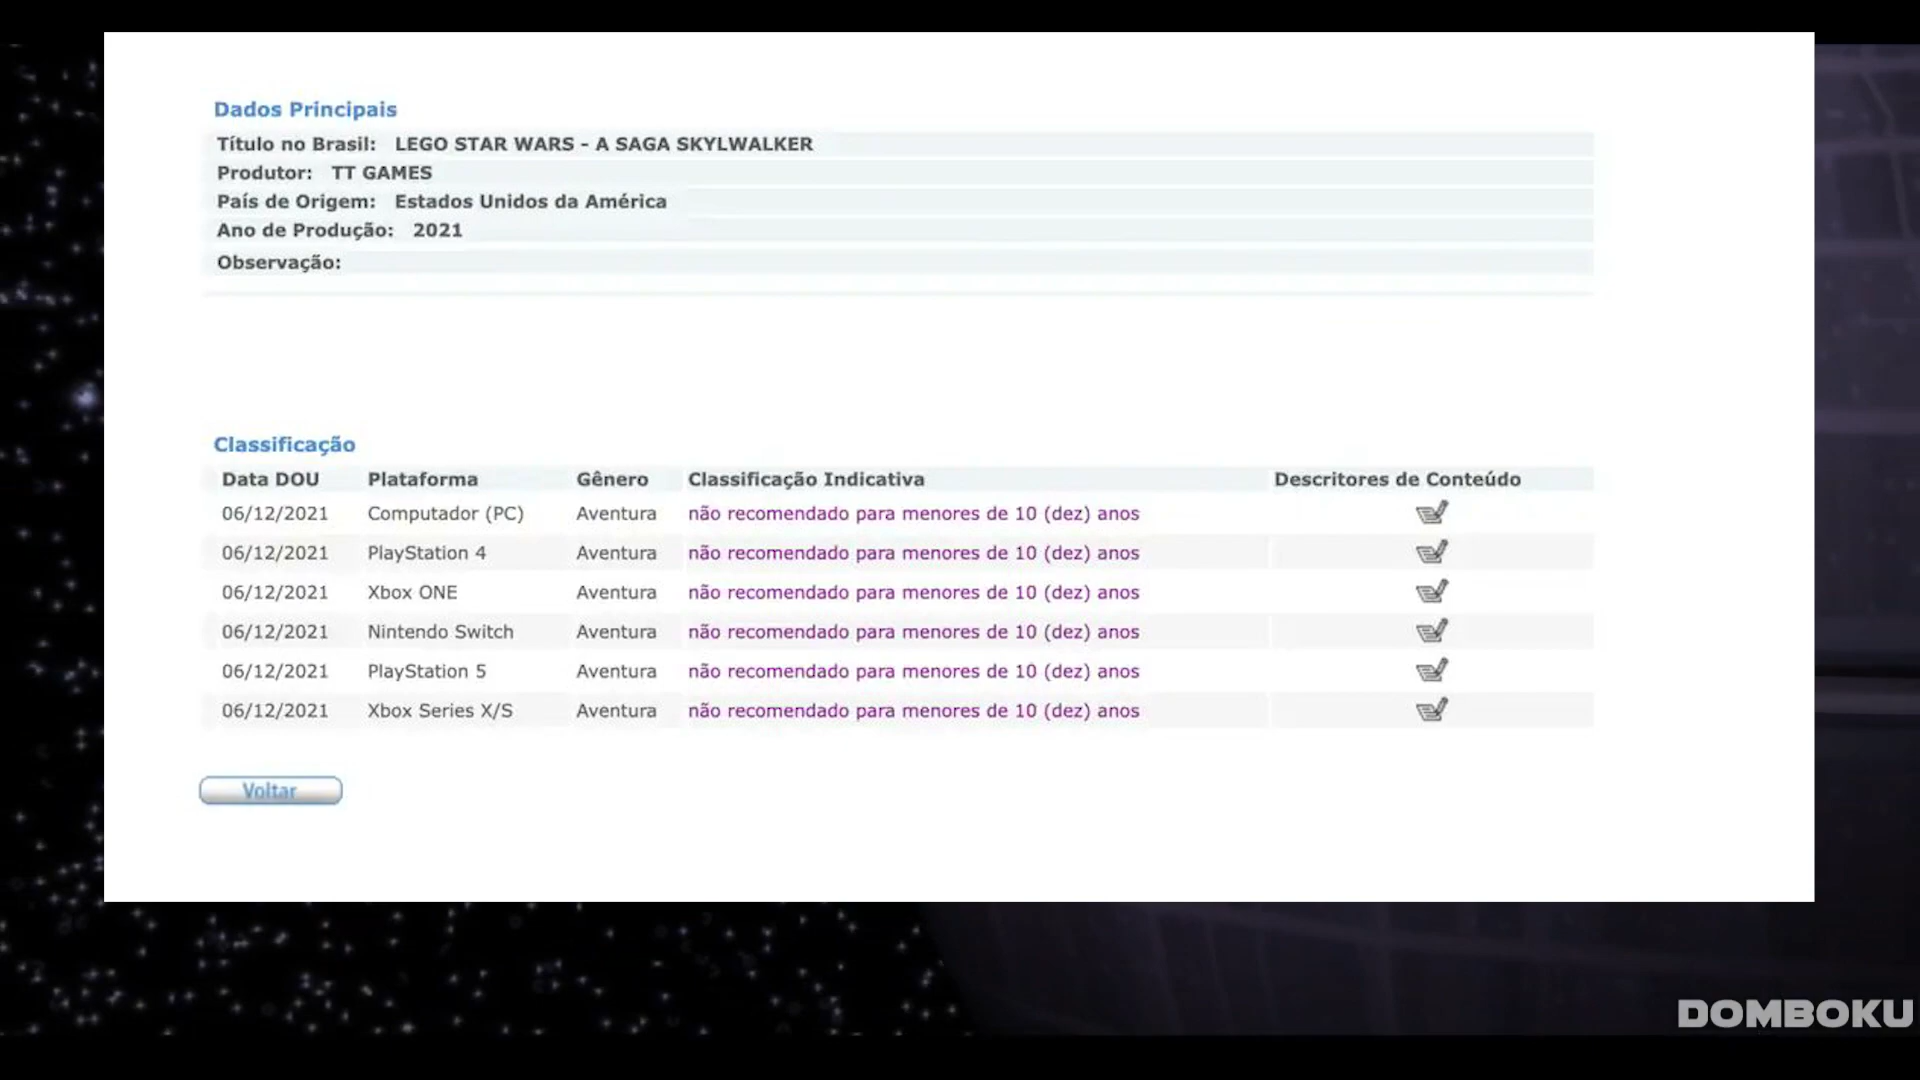 Dados Principais
Título no Brasil: LEGO STAR WARS - A SAGA SKYLWALKER
Produtor: TT GAMES
País de Origem: Estados Unidos da América
Ano de Produção: 2021
Observação:
Classificação
Data DOU Plataforma Gênero Classificação Indicativa Descritores de Conteúdo
06/12/2021 Computador (PC) Aventura não recomendado para menores de 10 (dez) anos
06/12/2021 PlayStation 4 Aventura não recomendado para menores de 10 (dez) anos
06/12/2021 Xbox ONE Aventura não recomendado para menores de 10 (dez) anos
06/12/2021 Nintendo Switch Aventura não recomendado para menores de 10 (dez) anos
06/12/2021 PlayStation 5 Aventura não recomendado para menores de 10 (dez) anos
06/12/2021 Xbox Series X/S Aventura não recomendado para menores de 10 (dez) anos
Voltar
DOMBOKU